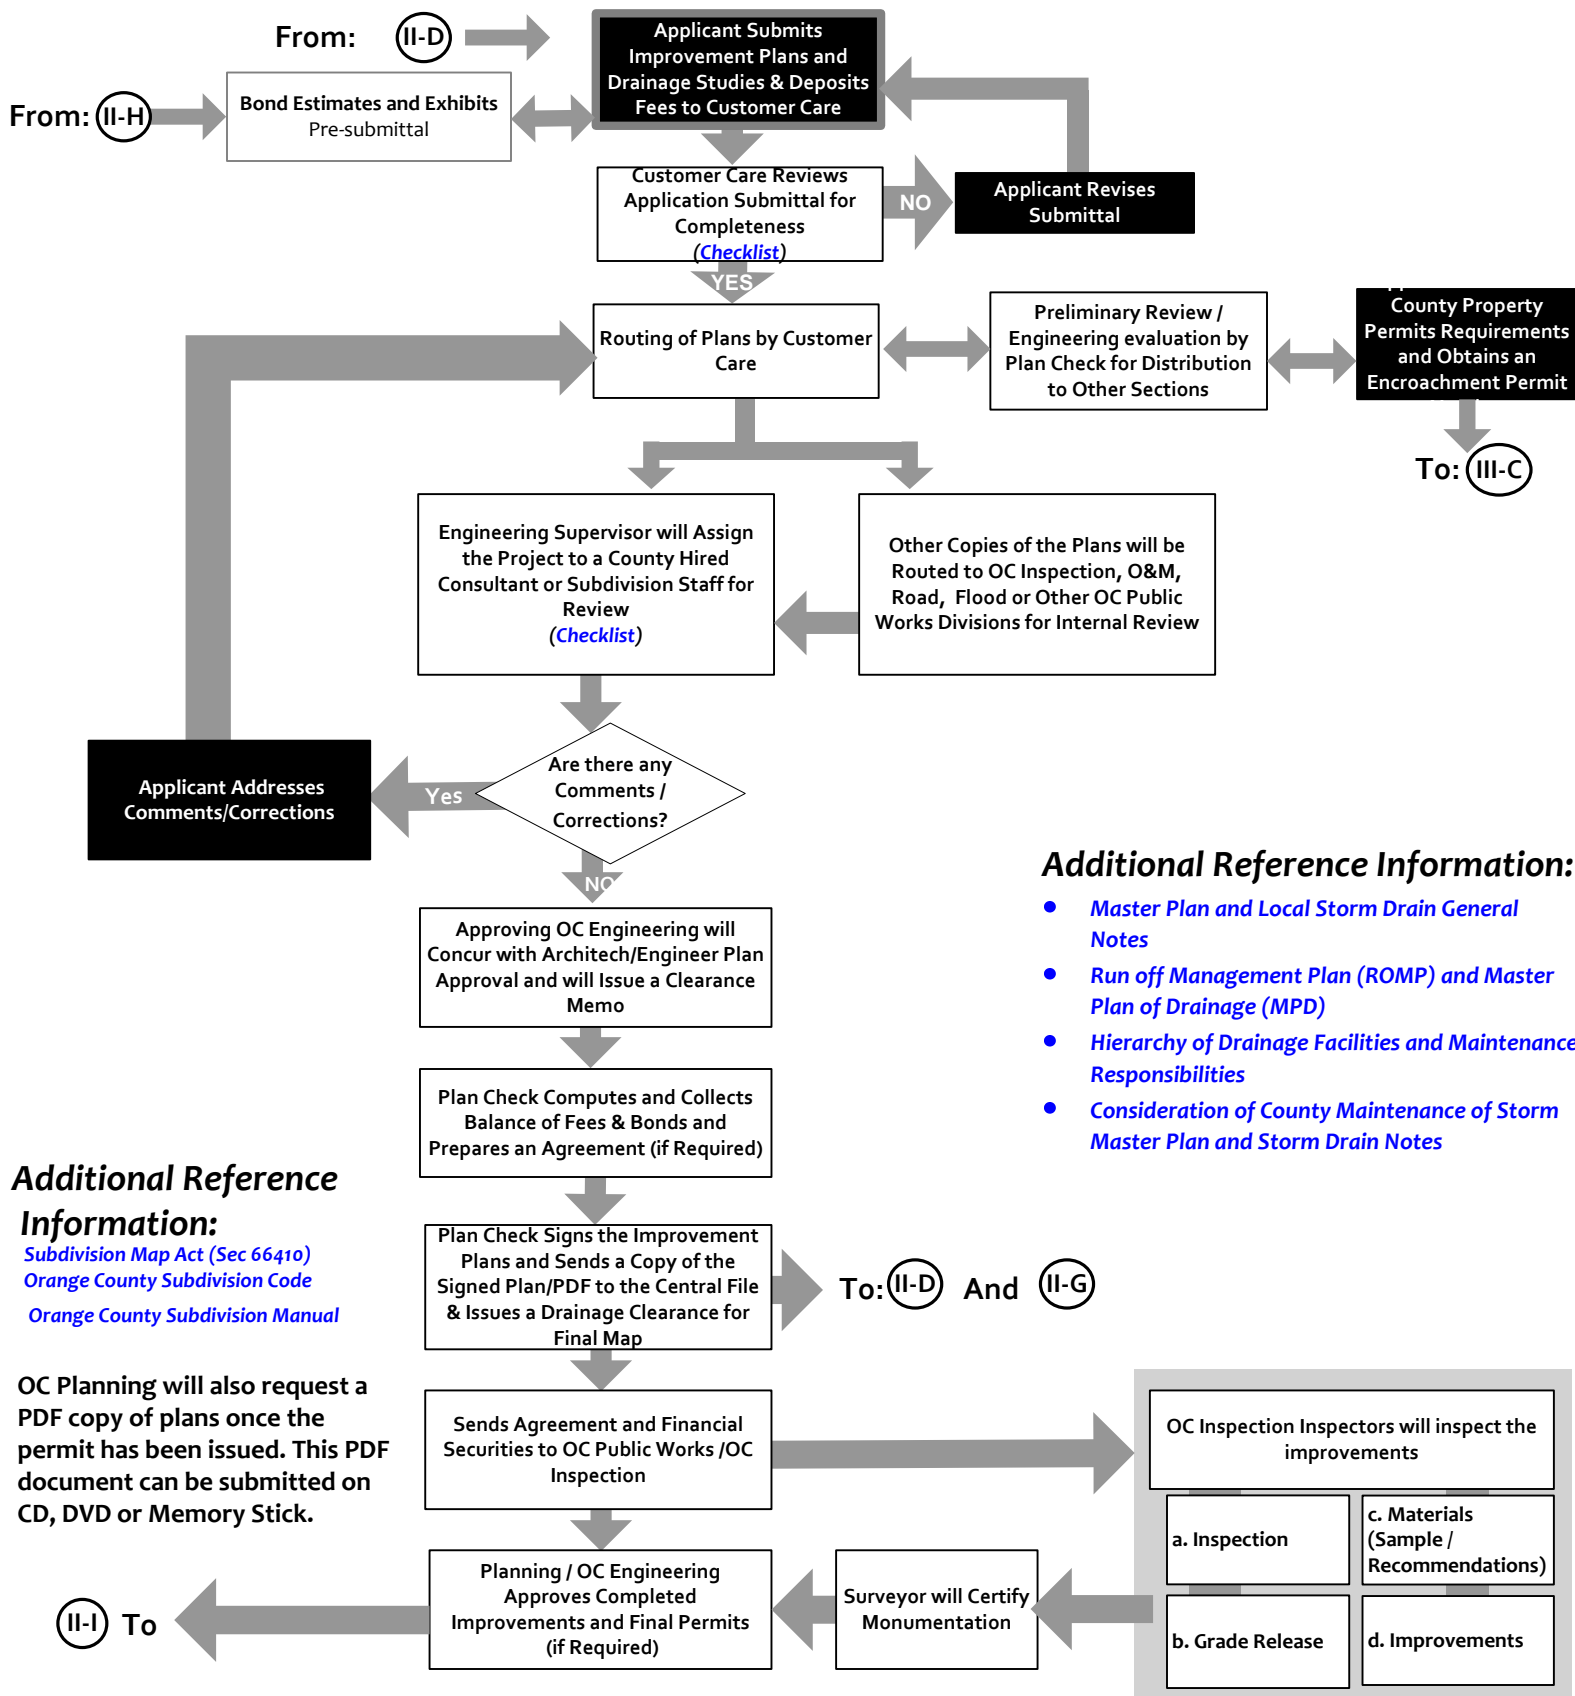 From: II-D
Applicant Submits
Improvement Plans and
Drainage Studies & Deposits
Fees to Customer Care
From: II-H
Bond Estimates and Exhibits
Pre-submittal
Customer Care Reviews
Application Submittal for
Completeness
(Checklist)
NO
Applicant Revises
Submittal
YES
Routing of Plans by Customer
Care
Preliminary Review /
Engineering evaluation by
Plan Check for Distribution
to Other Sections
County Property
Permits Requirements
and Obtains an
Encroachment Permit
To: III-C
Engineering Supervisor will Assign
the Project to a County Hired
Consultant or Subdivision Staff for
Review
(Checklist)
Other Copies of the Plans will be
Routed to OC Inspection, O&M,
Road, Flood or Other OC Public
Works Divisions for Internal Review
Are there any
Comments /
Corrections?
Yes
Applicant Addresses
Comments/Corrections
NO
Approving OC Engineering will
Concur with Architech/Engineer Plan
Approval and will Issue a Clearance
Memo
Additional Reference Information:
• Master Plan and Local Storm Drain General
Notes
• Run off Management Plan (ROMP) and Master
Plan of Drainage (MPD)
• Hierarchy of Drainage Facilities and Maintenance
Responsibilities
• Consideration of County Maintenance of Storm
Master Plan and Storm Drain Notes
Plan Check Computes and Collects
Balance of Fees & Bonds and
Prepares an Agreement (if Required)
Additional Reference
Information:
Subdivision Map Act (Sec 66410)
Orange County Subdivision Code
Orange County Subdivision Manual
Plan Check Signs the Improvement
Plans and Sends a Copy of the
Signed Plan/PDF to the Central File
& Issues a Drainage Clearance for
Final Map
To: II-D And II-G
OC Planning will also request a
PDF copy of plans once the
permit has been issued. This PDF
document can be submitted on
CD, DVD or Memory Stick.
Sends Agreement and Financial
Securities to OC Public Works /OC
Inspection
OC Inspection Inspectors will inspect the
improvements
a. Inspection
c. Materials
(Sample /
Recommendations)
b. Grade Release
d. Improvements
Surveyor will Certify
Monumentation
Planning / OC Engineering
Approves Completed
Improvements and Final Permits
(if Required)
II-I To